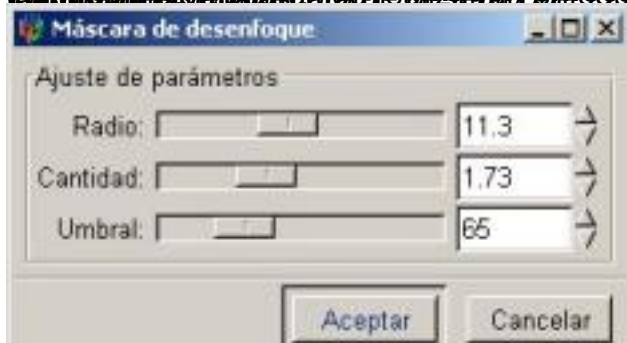 Máscara de desenfoque
Ajuste de parámetros
Radio: 11.3
Cantidad: 1.73
Umbral: 65
Aceptar Cancelar